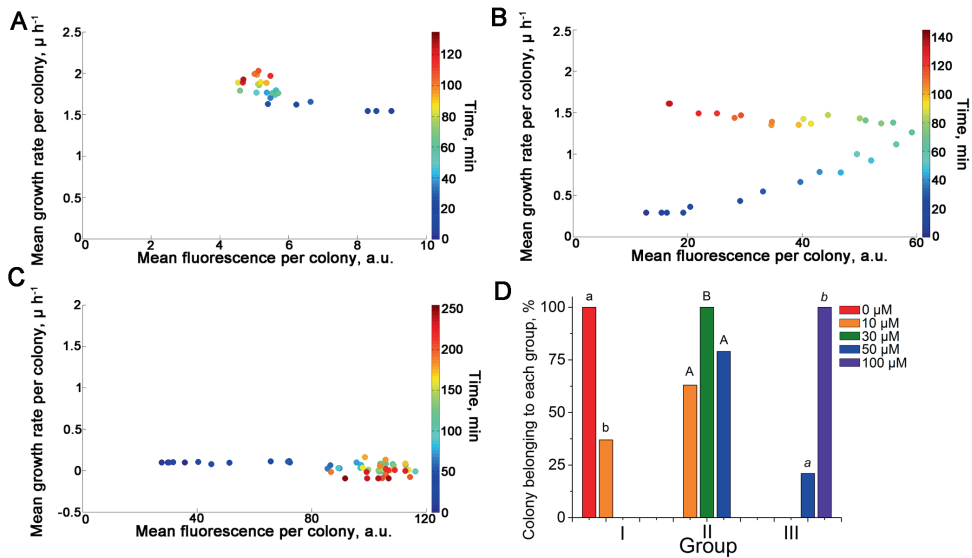 A
Mean growth rate per colony, µ h⁻¹
2.5
2
1.5
1
0.5
0
0 2 4 6 8 10
Mean fluorescence per colony, a.u.
120
100
80
60
40
20
0
Time, min
B
Mean growth rate per colony, µ h⁻¹
2.5
2
1.5
1
0.5
0
0 20 40 60
Mean fluorescence per colony, a.u.
140
120
100
80
60
40
20
0
Time, min
C
Mean growth rate per colony, µ h⁻¹
2
1.5
1
0.5
0
-0.5
0 40 80 120
Mean fluorescence per colony, a.u.
250
200
150
100
50
0
Time, min
D
Colony belonging to each group, %
100
75
50
25
0
a
b
A
B
A
a
b
I II III
Group
0 µM
10 µM
30 µM
50 µM
100 µM